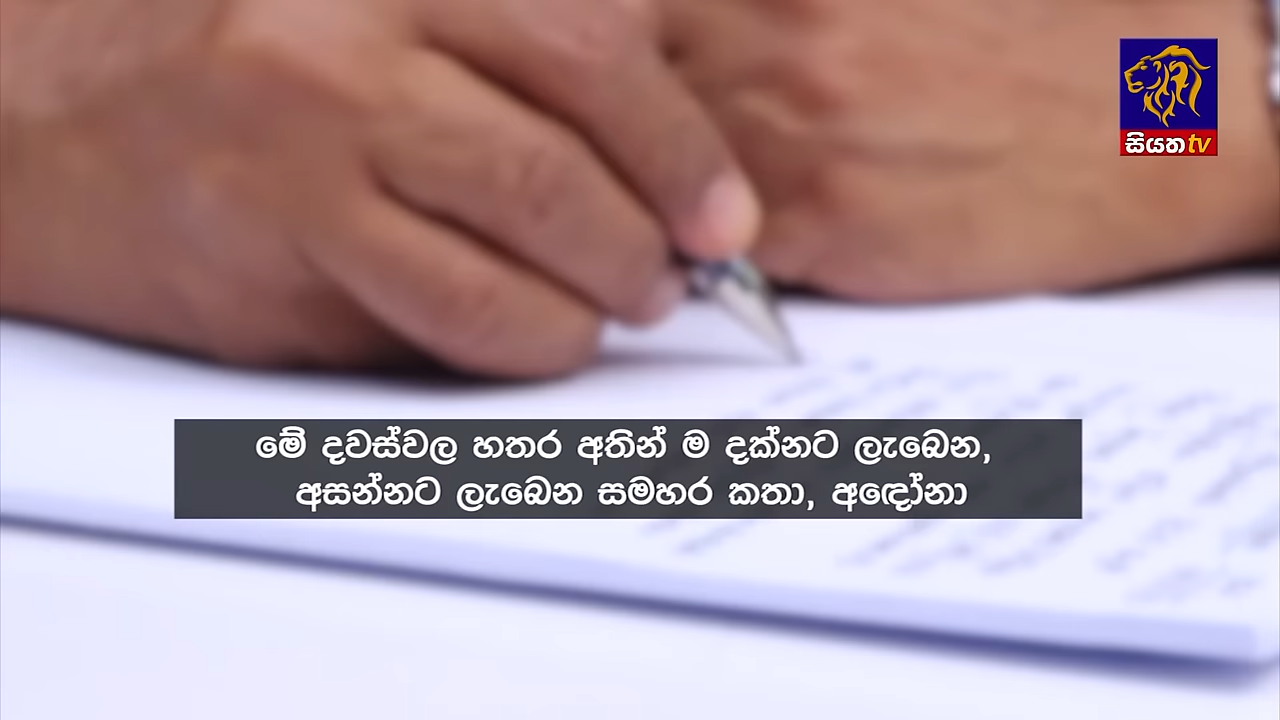 සියත tv
මේ දවස්වල හතර අතින් ම දක්නට ලැබෙන,
අසන්නට ලැබෙන සමහර කතා, අඳෝනා